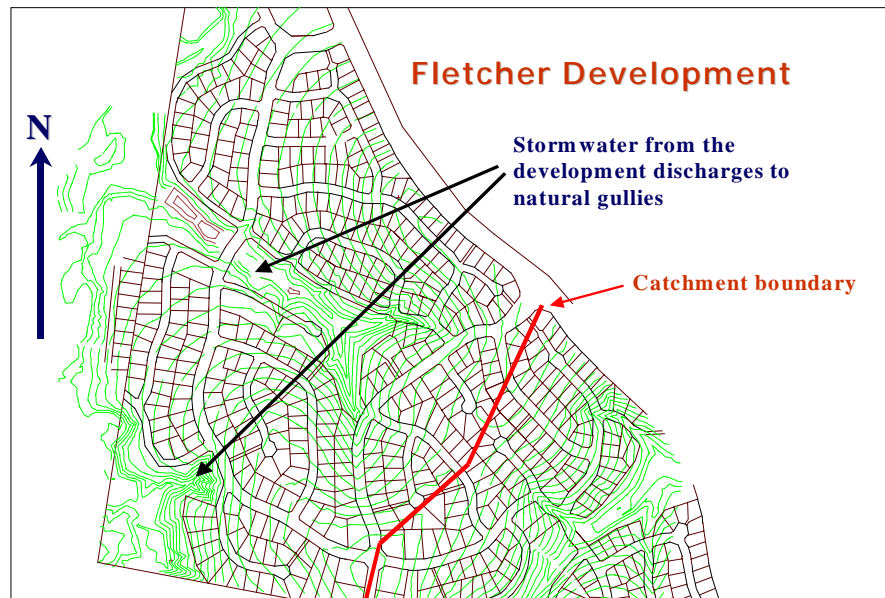 Fletcher Development
N
Stormwater from the
development discharges to
natural gullies
Catchment boundary